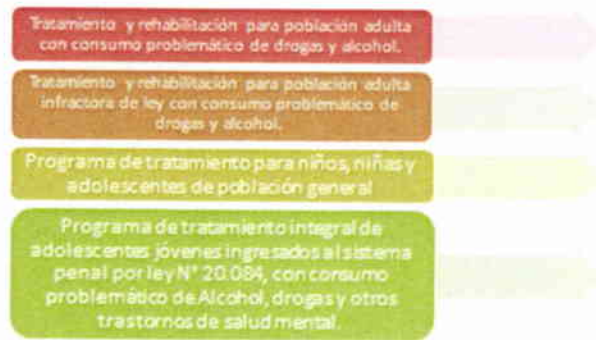 Tratamiento y rehabilitación para población adulta
con consumo problemático de drogas y alcohol.
Tratamiento y rehabilitación para población adulta
infractora de ley con consumo problemático de
drogas y alcohol.
Programa de tratamiento para niños, niñas y
adolescentes de población general
Programa de tratamiento integral de
adolescentes jóvenes ingresados al sistema
penal por ley N° 20.084, con consumo
problemático de Alcohol, drogas y otros
trastornos de salud mental.